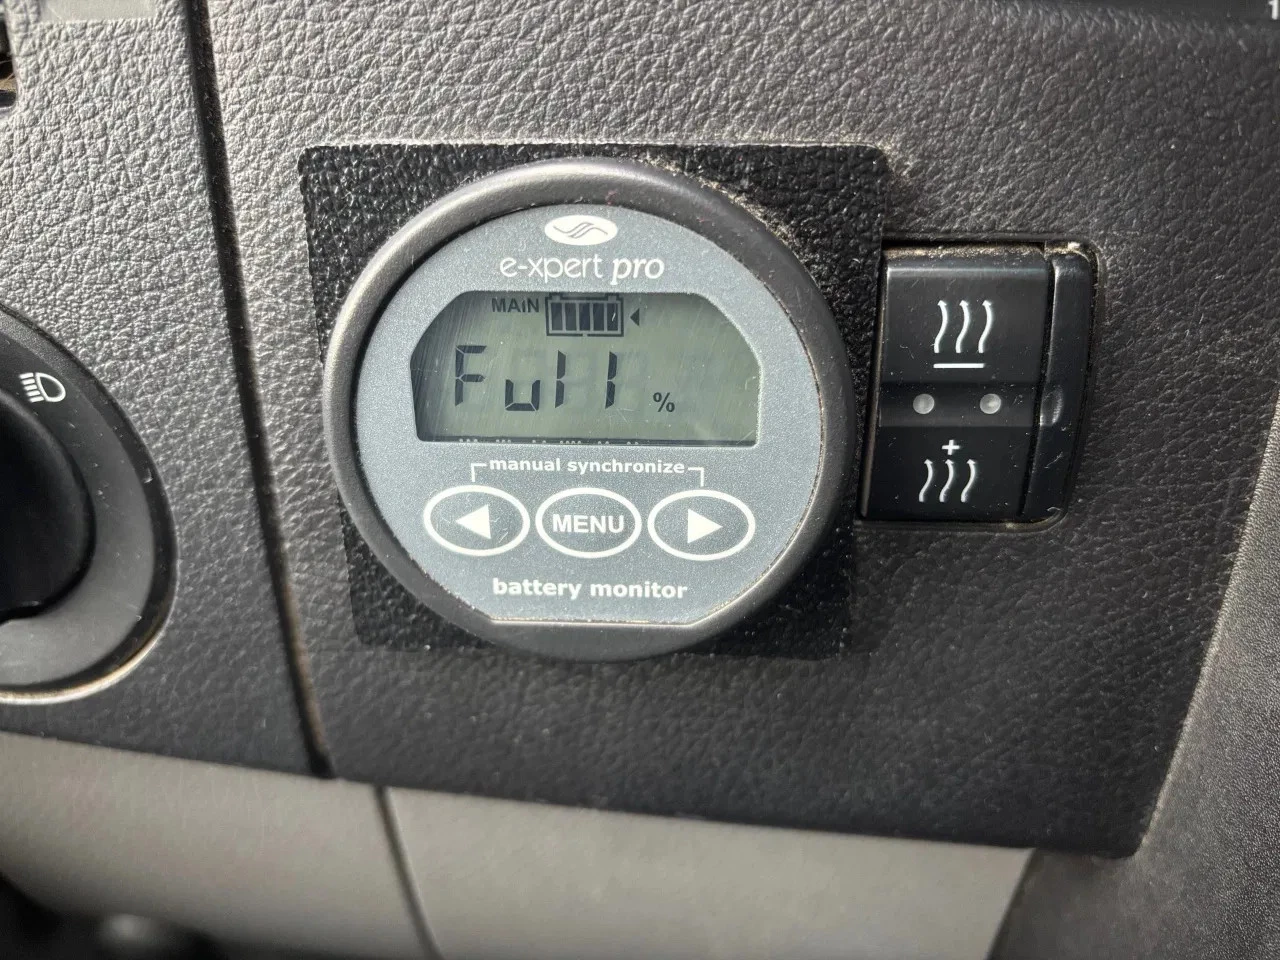 e-xpert pro
MAIN
Full %
manual synchronize
MENU
battery monitor